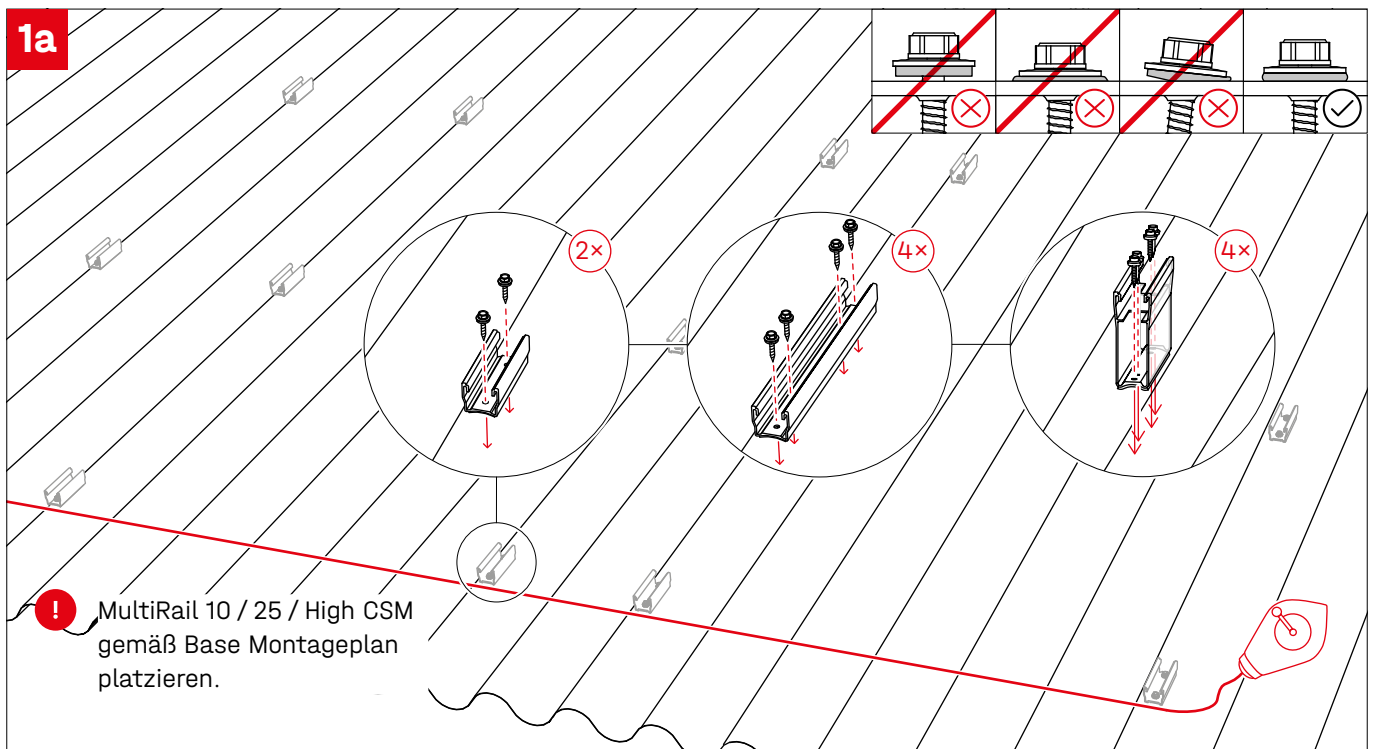 1a
2×
4×
4×
! MultiRail 10 / 25 / High CSM
gemäß Base Montageplan
platzieren.